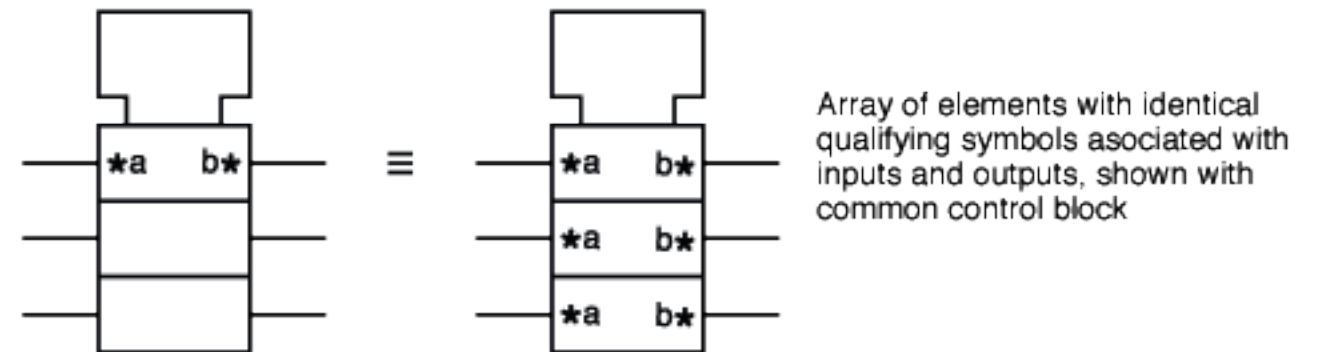 ★a b★ ≡ ★a b★
★a b★
★a b★
Array of elements with identical
qualifying symbols asociated with
inputs and outputs, shown with
common control block